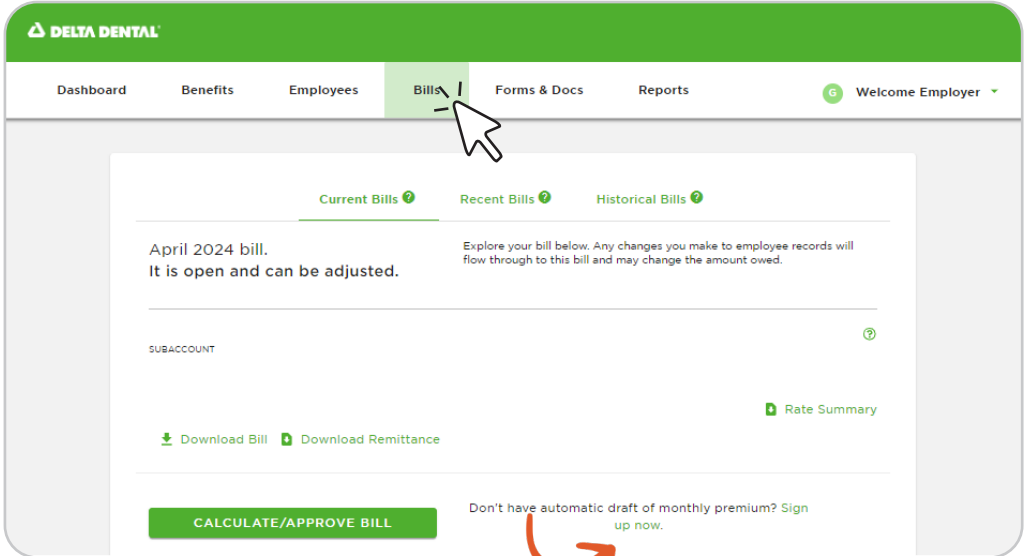 DELTA DENTAL
Dashboard Benefits Employees Bills Forms & Docs Reports G Welcome Employer
Current Bills ? Recent Bills ? Historical Bills ?
April 2024 bill.
It is open and can be adjusted.
Explore your bill below. Any changes you make to employee records will
flow through to this bill and may change the amount owed.
?
SUBACCOUNT
Rate Summary
Download Bill Download Remittance
CALCULATE/APPROVE BILL
Don't have automatic draft of monthly premium? Sign
up now.